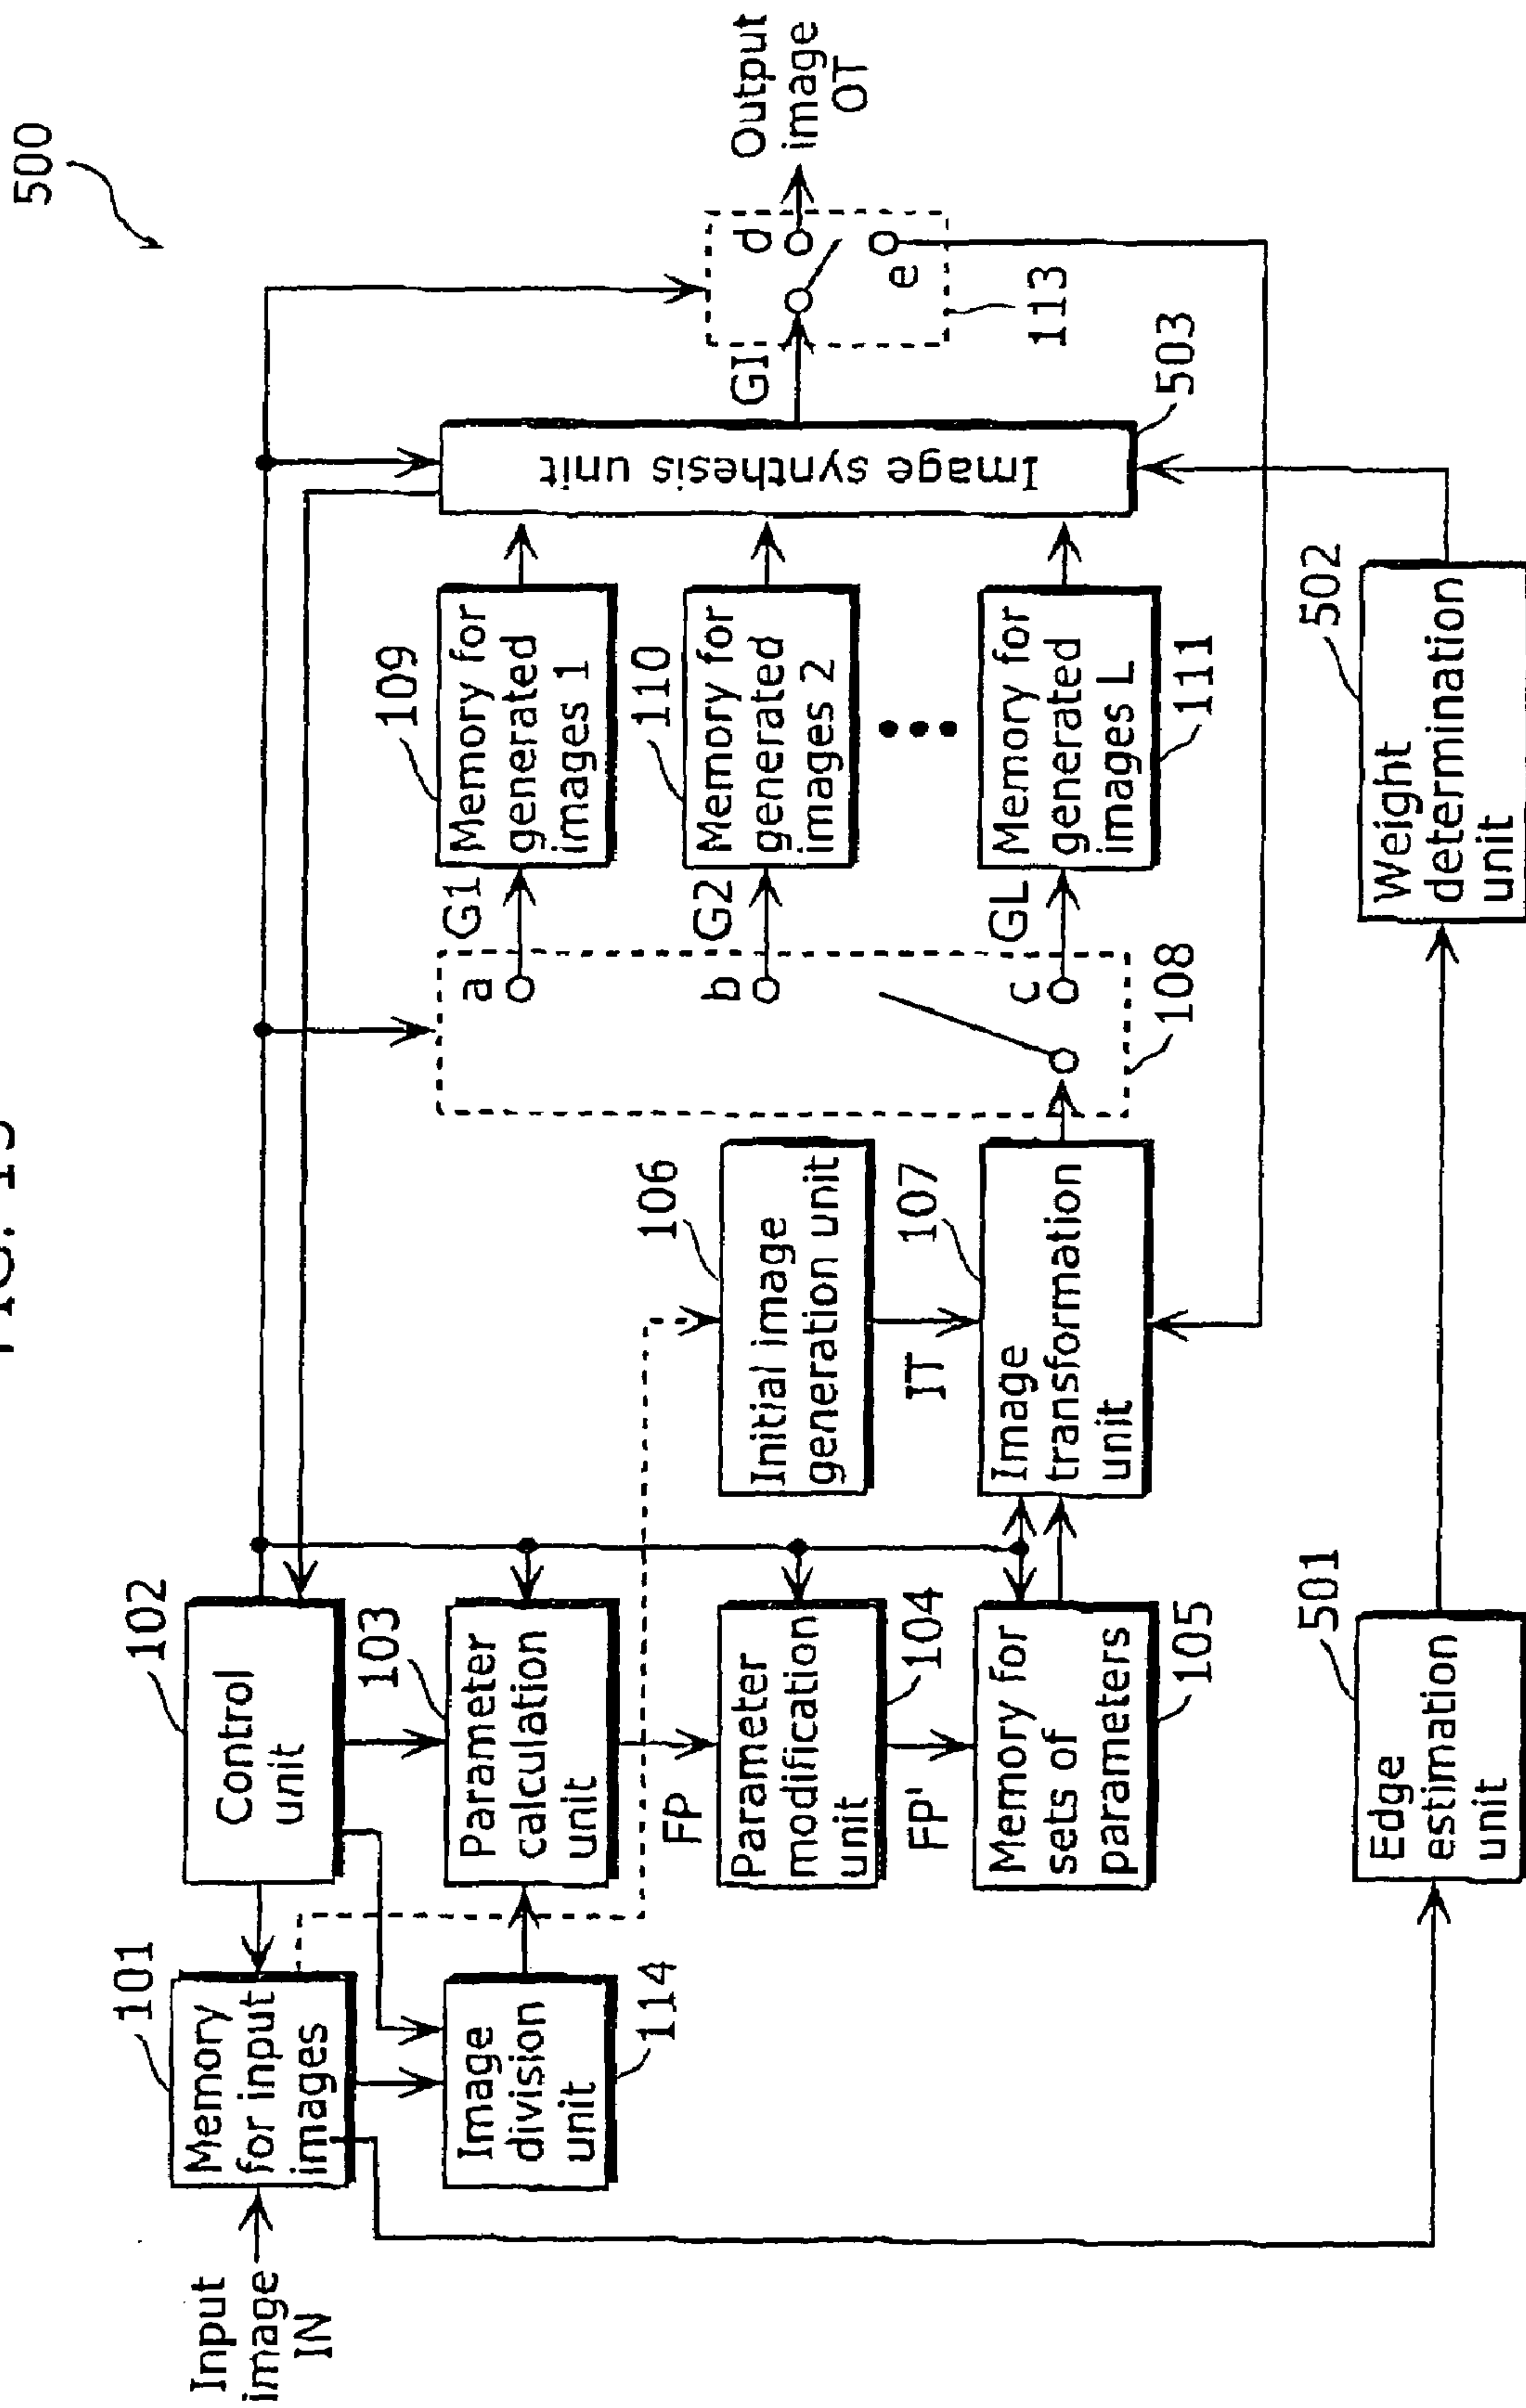 500
Input
image
IN
101
Memory
for input
images
102
Control
unit
114
Image
division
unit
103
Parameter
calculation
unit
FP
Parameter
modification
unit
104
FP'
Memory for
sets of
parameters
105
106
Initial image
generation unit
IT
107
Image
transformation
unit
108
a
b
c
G1
G2
GL
109
Memory for
generated
images 1
110
Memory for
generated
images 2
111
Memory for
generated
images L
Image synthesis unit
503
GI
d
e
113
Output
image
OT
501
Edge
estimation
unit
502
Weight
determination
unit